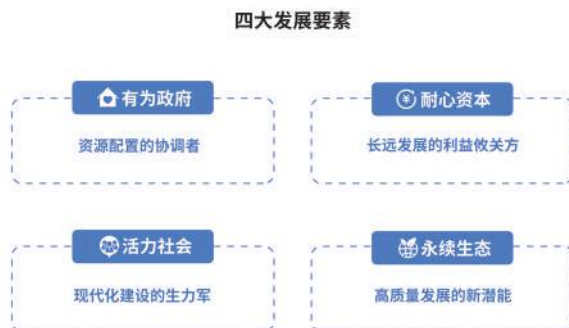 四大发展要素
有为政府
耐心资本
资源配置的协调者
长远发展的利益攸关方
活力社会
永续生态
现代化建设的生力军
高质量发展的新潜能